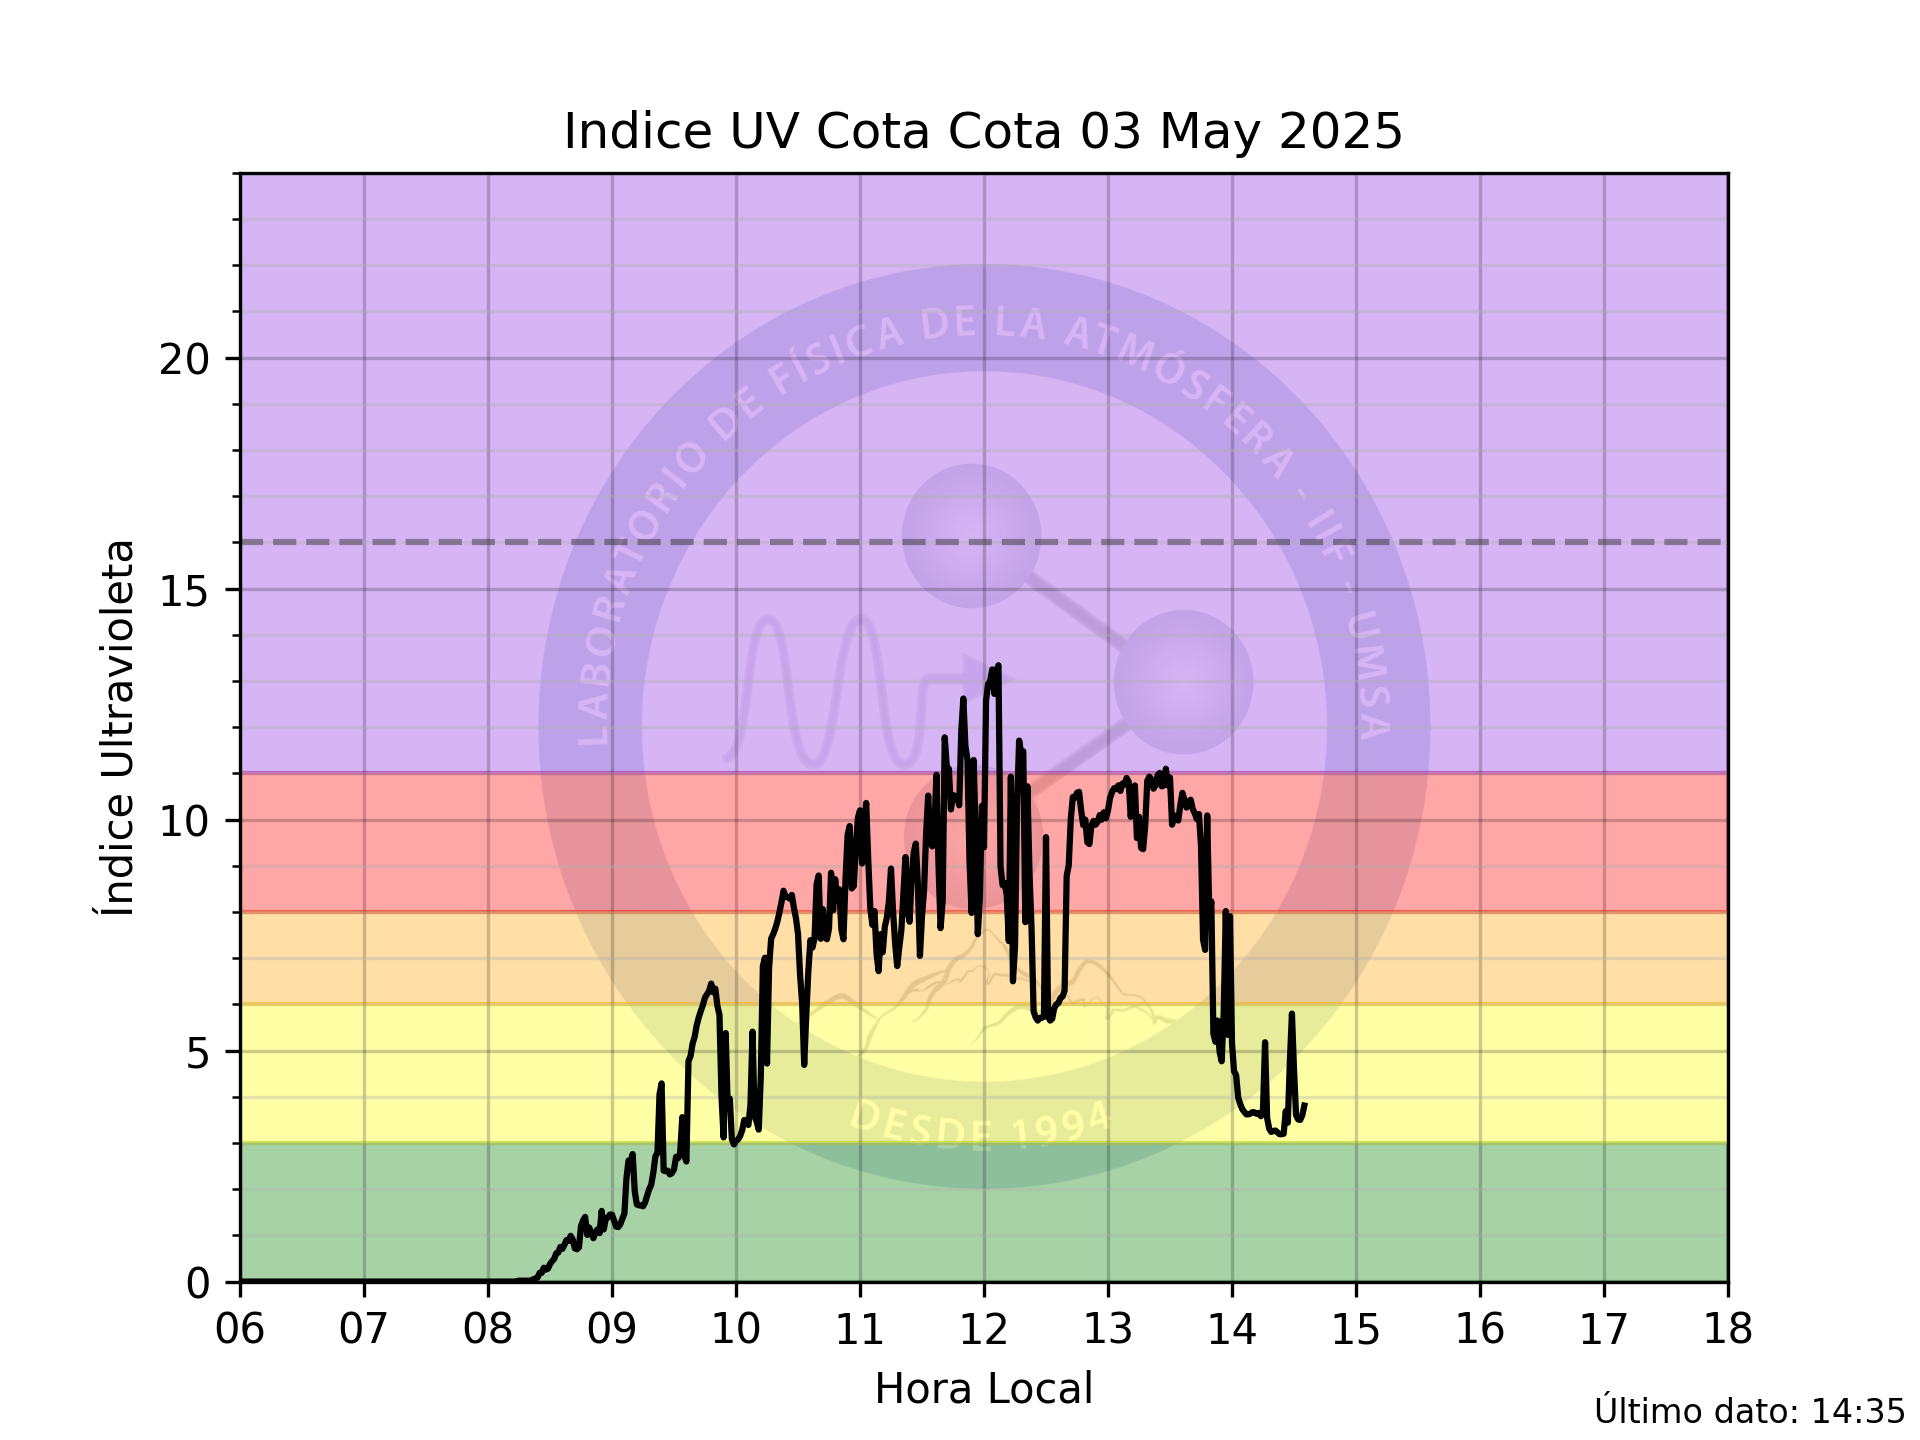 Indice UV Cota Cota 03 May 2025
Índice Ultravioleta
20
15
10
5
0
LABORATORIO DE FÍSICA DE LA ATMÓSFERA - IIF - UMSA
DESDE 1994
06 07 08 09 10 11 12 13 14 15 16 17 18
Hora Local
Último dato: 14:35